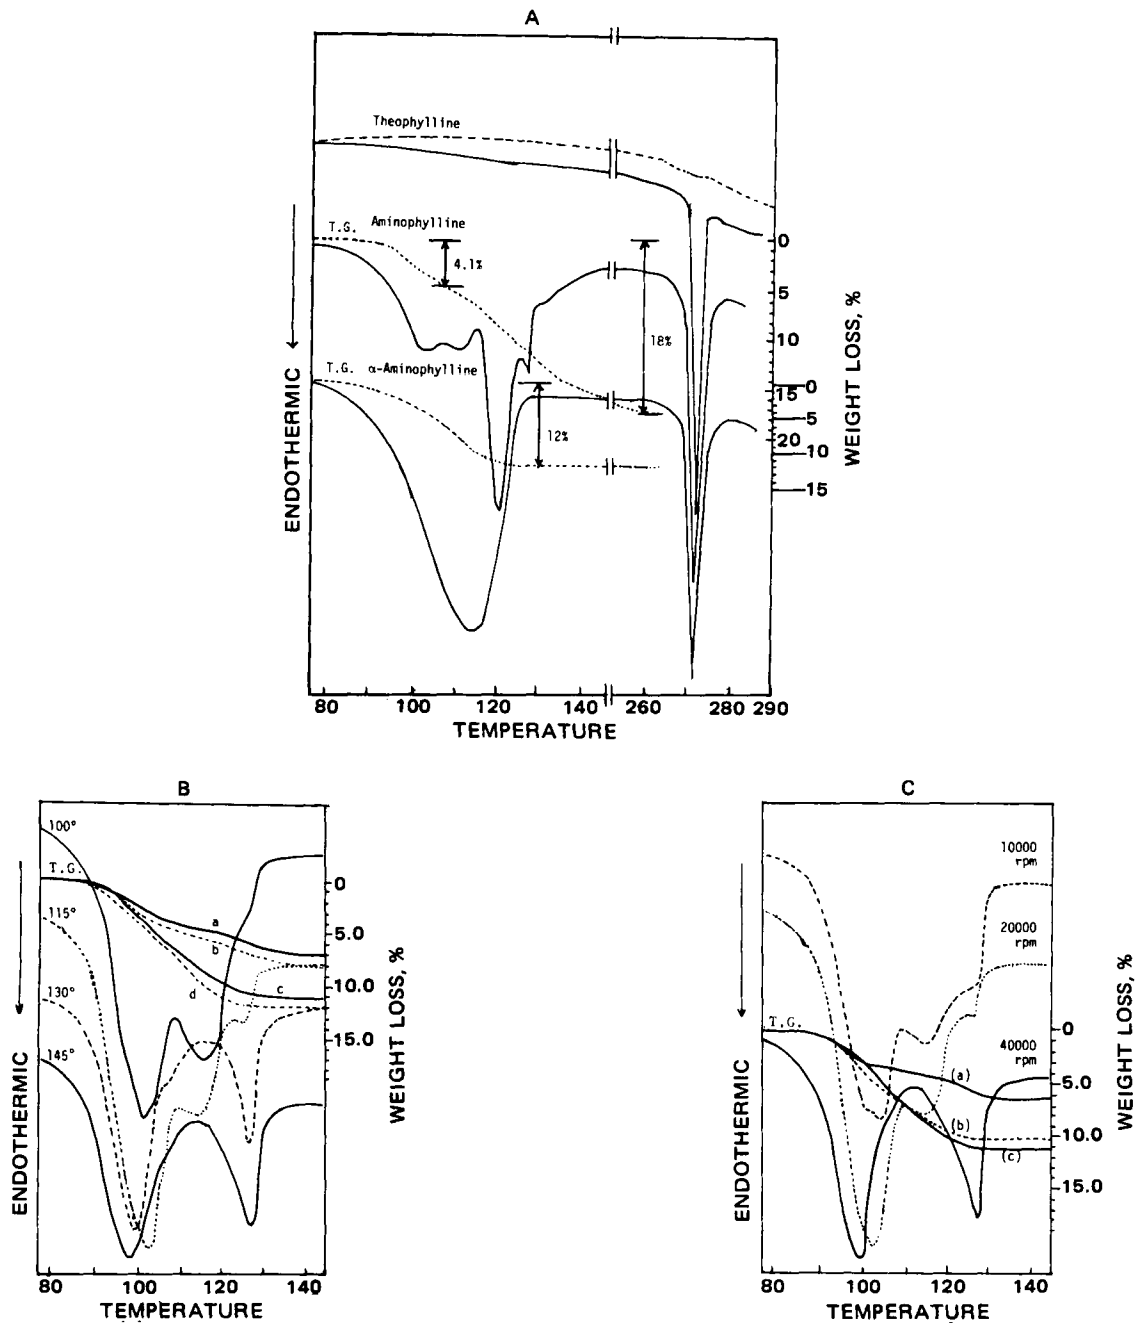 A
Theophylline
T.G. Aminophylline
4.1%
18%
T.G. α-Aminophylline
12%
ENDOTHERMIC
0
5
10
15
20
0
5
10
15
WEIGHT LOSS, %
80 100 120 140 260 280 290
TEMPERATURE
B
100°
T.G.
115°
130°
145°
a
b
c
d
ENDOTHERMIC
0
5.0
10.0
15.0
WEIGHT LOSS, %
80 100 120 140
TEMPERATURE
C
10000
rpm
20000
rpm
T.G.
40000
rpm
(a)
(b)
(c)
ENDOTHERMIC
0
5.0
10.0
15.0
WEIGHT LOSS, %
80 100 120 140
TEMPERATURE